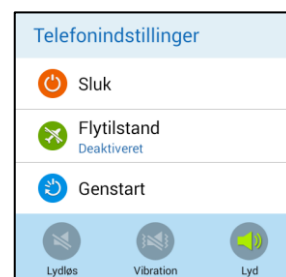 Telefonindstillinger
Sluk
Flytilstand
Deaktiveret
Genstart
Lydløs Vibration Lyd